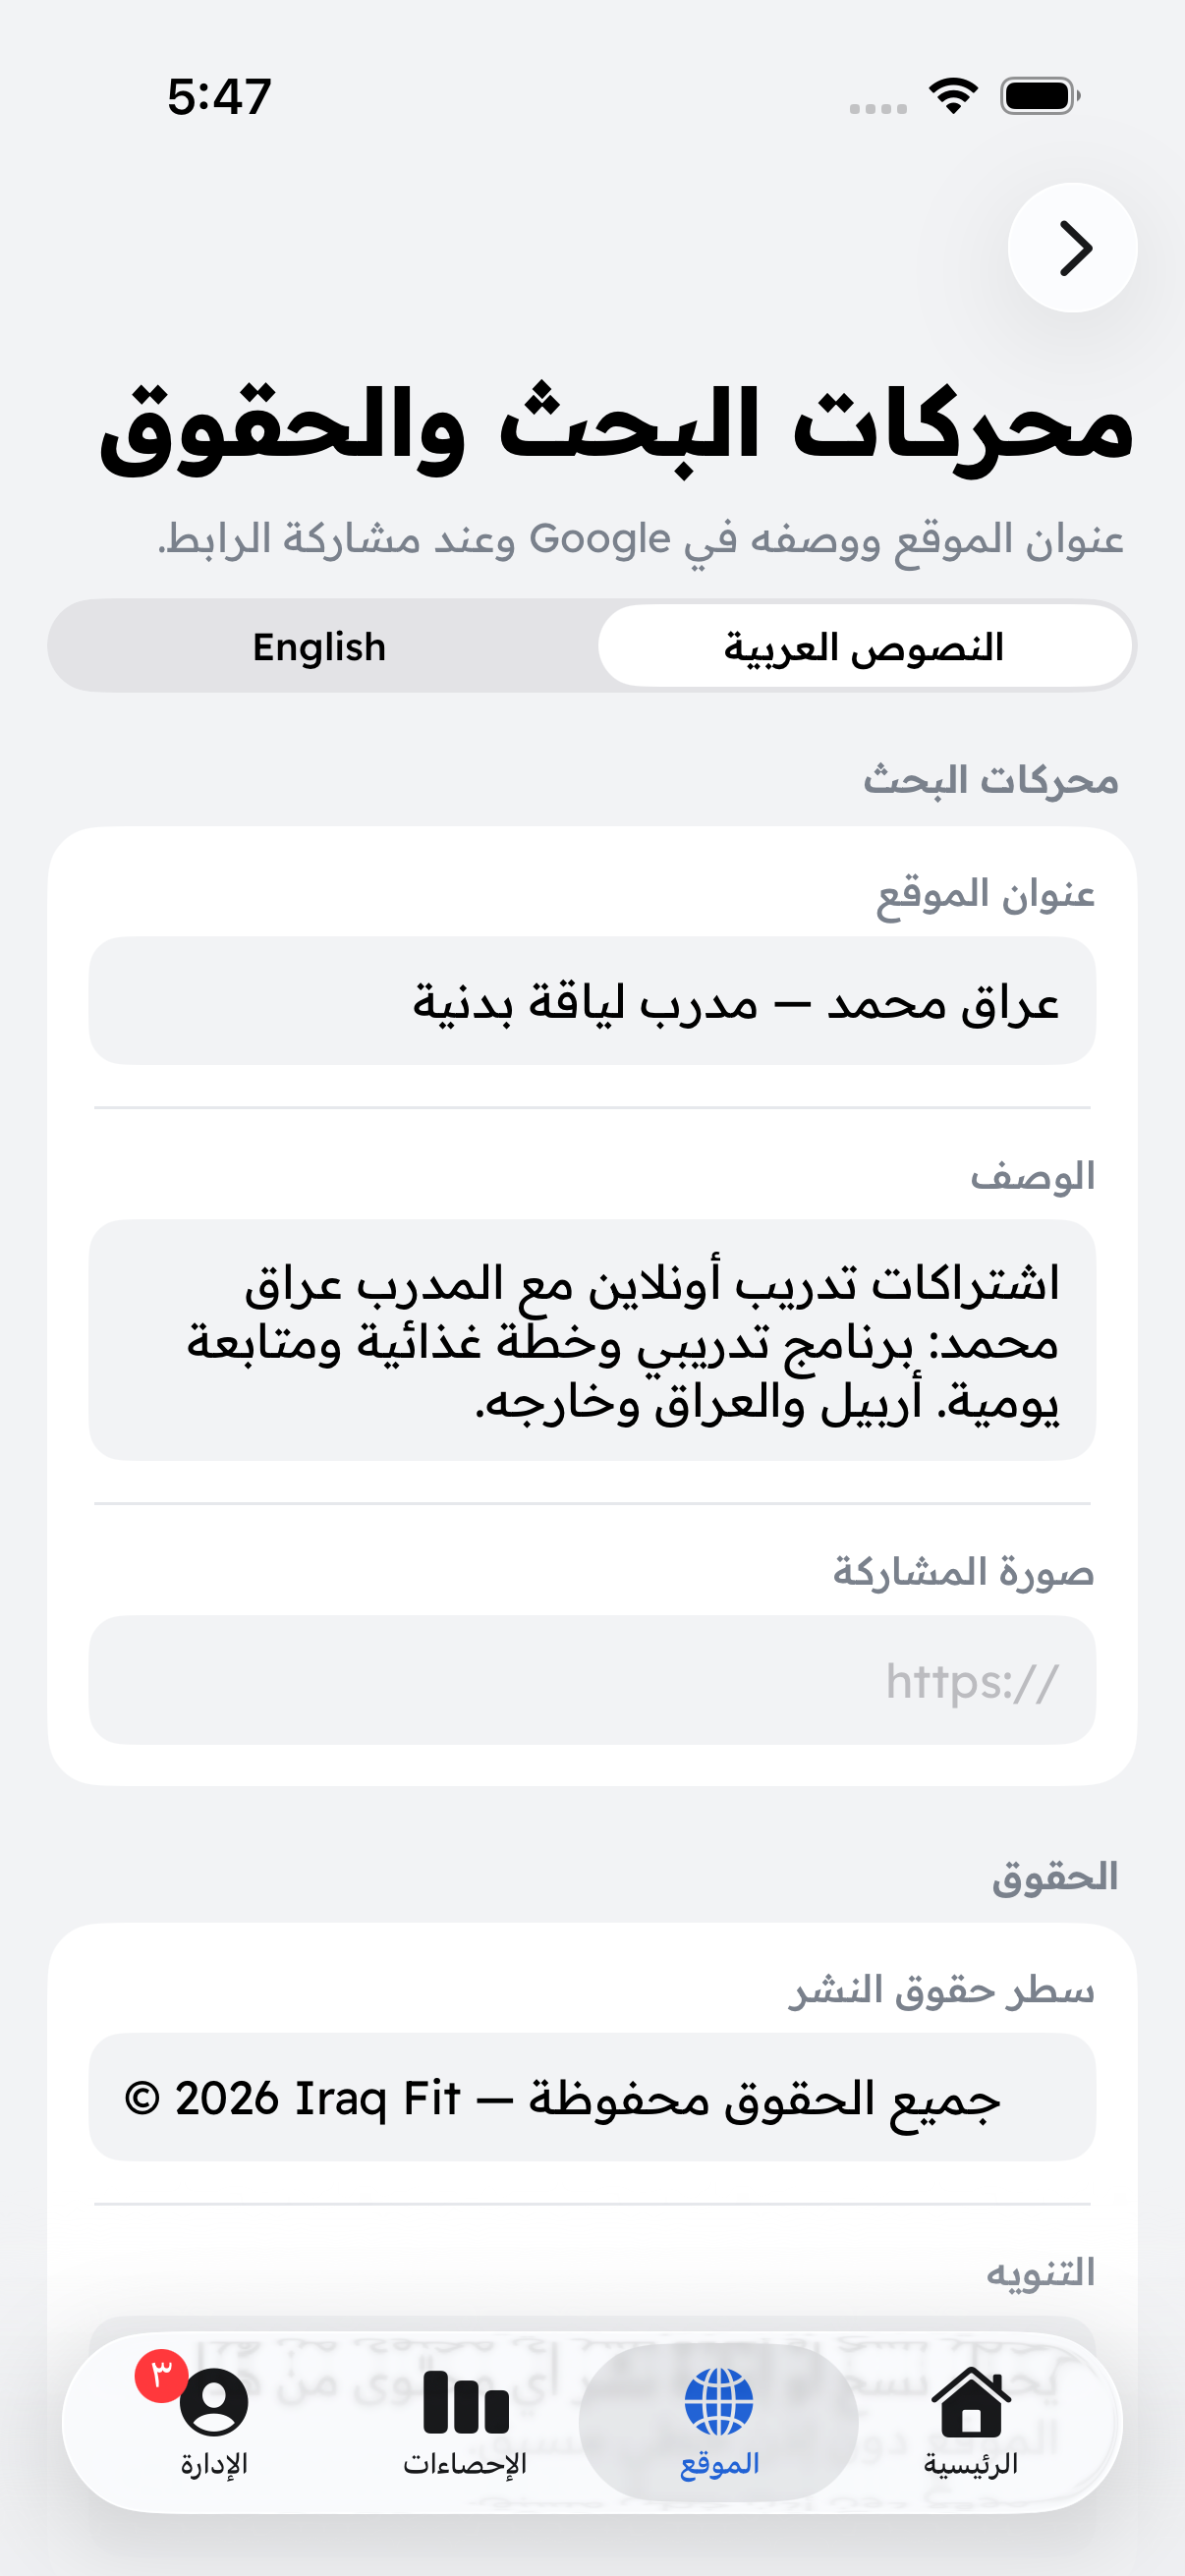 5:47
محركات البحث والحقوق
عنوان الموقع ووصفه في Google وعند مشاركة الرابط.
النصوص العربية
English
محركات البحث
عنوان الموقع
عراق محمد — مدرب لياقة بدنية
الوصف
اشتراكات تدريب أونلاين مع المدرب عراق
محمد: برنامج تدريبي وخطة غذائية ومتابعة
يومية. أربيل والعراق وخارجه.
صورة المشاركة
https://
الحقوق
سطر حقوق النشر
© 2026 Iraq Fit — جميع الحقوق محفوظة
التنويه
الرئيسية
الموقع
الإحصاءات
٣
الإدارة